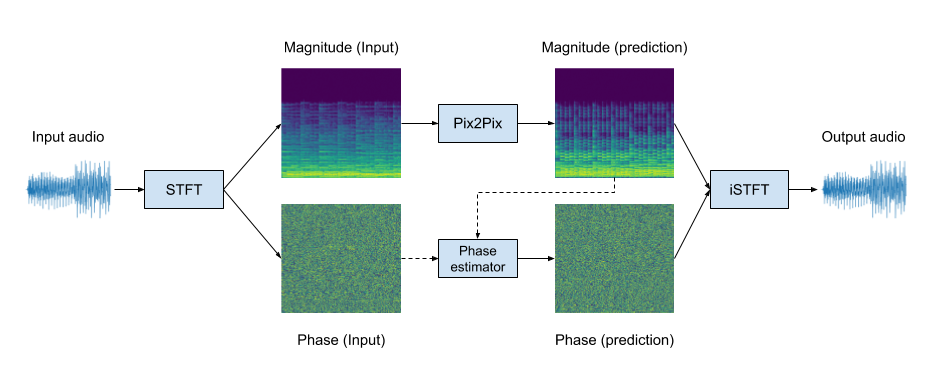 Magnitude (Input)
Magnitude (prediction)
Pix2Pix
Input audio
Output audio
STFT
iSTFT
Phase
estimator
Phase (Input)
Phase (prediction)